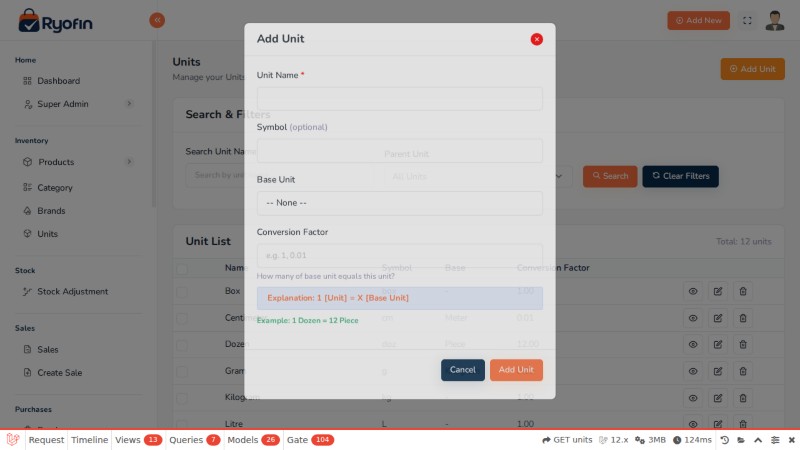 Ryofin
Add New
Home
Dashboard
Super Admin
Inventory
Products
Category
Brands
Units
Stock
Stock Adjustment
Sales
Sales
Create Sale
Purchases
Units
Manage your Units
Add Unit
Search & Filters
Search Unit Name
Parent Unit
Search by uni
All Units
Search
Clear Filters
Unit List
Total: 12 units
Name Symbol Base Conversion Factor
Box box - 1.00
cm Meter 0.01
Dozen doz Piece 12.00
Gram g
Kilogram kg - 1.00
Litre L - 1.00
Add Unit
Unit Name *
Symbol (optional)
Base Unit
-- None --
Conversion Factor
e.g. 1, 0.01
How many of base unit equals this unit?
Explanation: 1 [Unit] = X [Base Unit]
Example: 1 Dozen = 12 Piece
Cancel
Add Unit
Request Timeline Views 13 Queries 7 Models 26 Gate 104 GET units 12.x 3MB 124ms